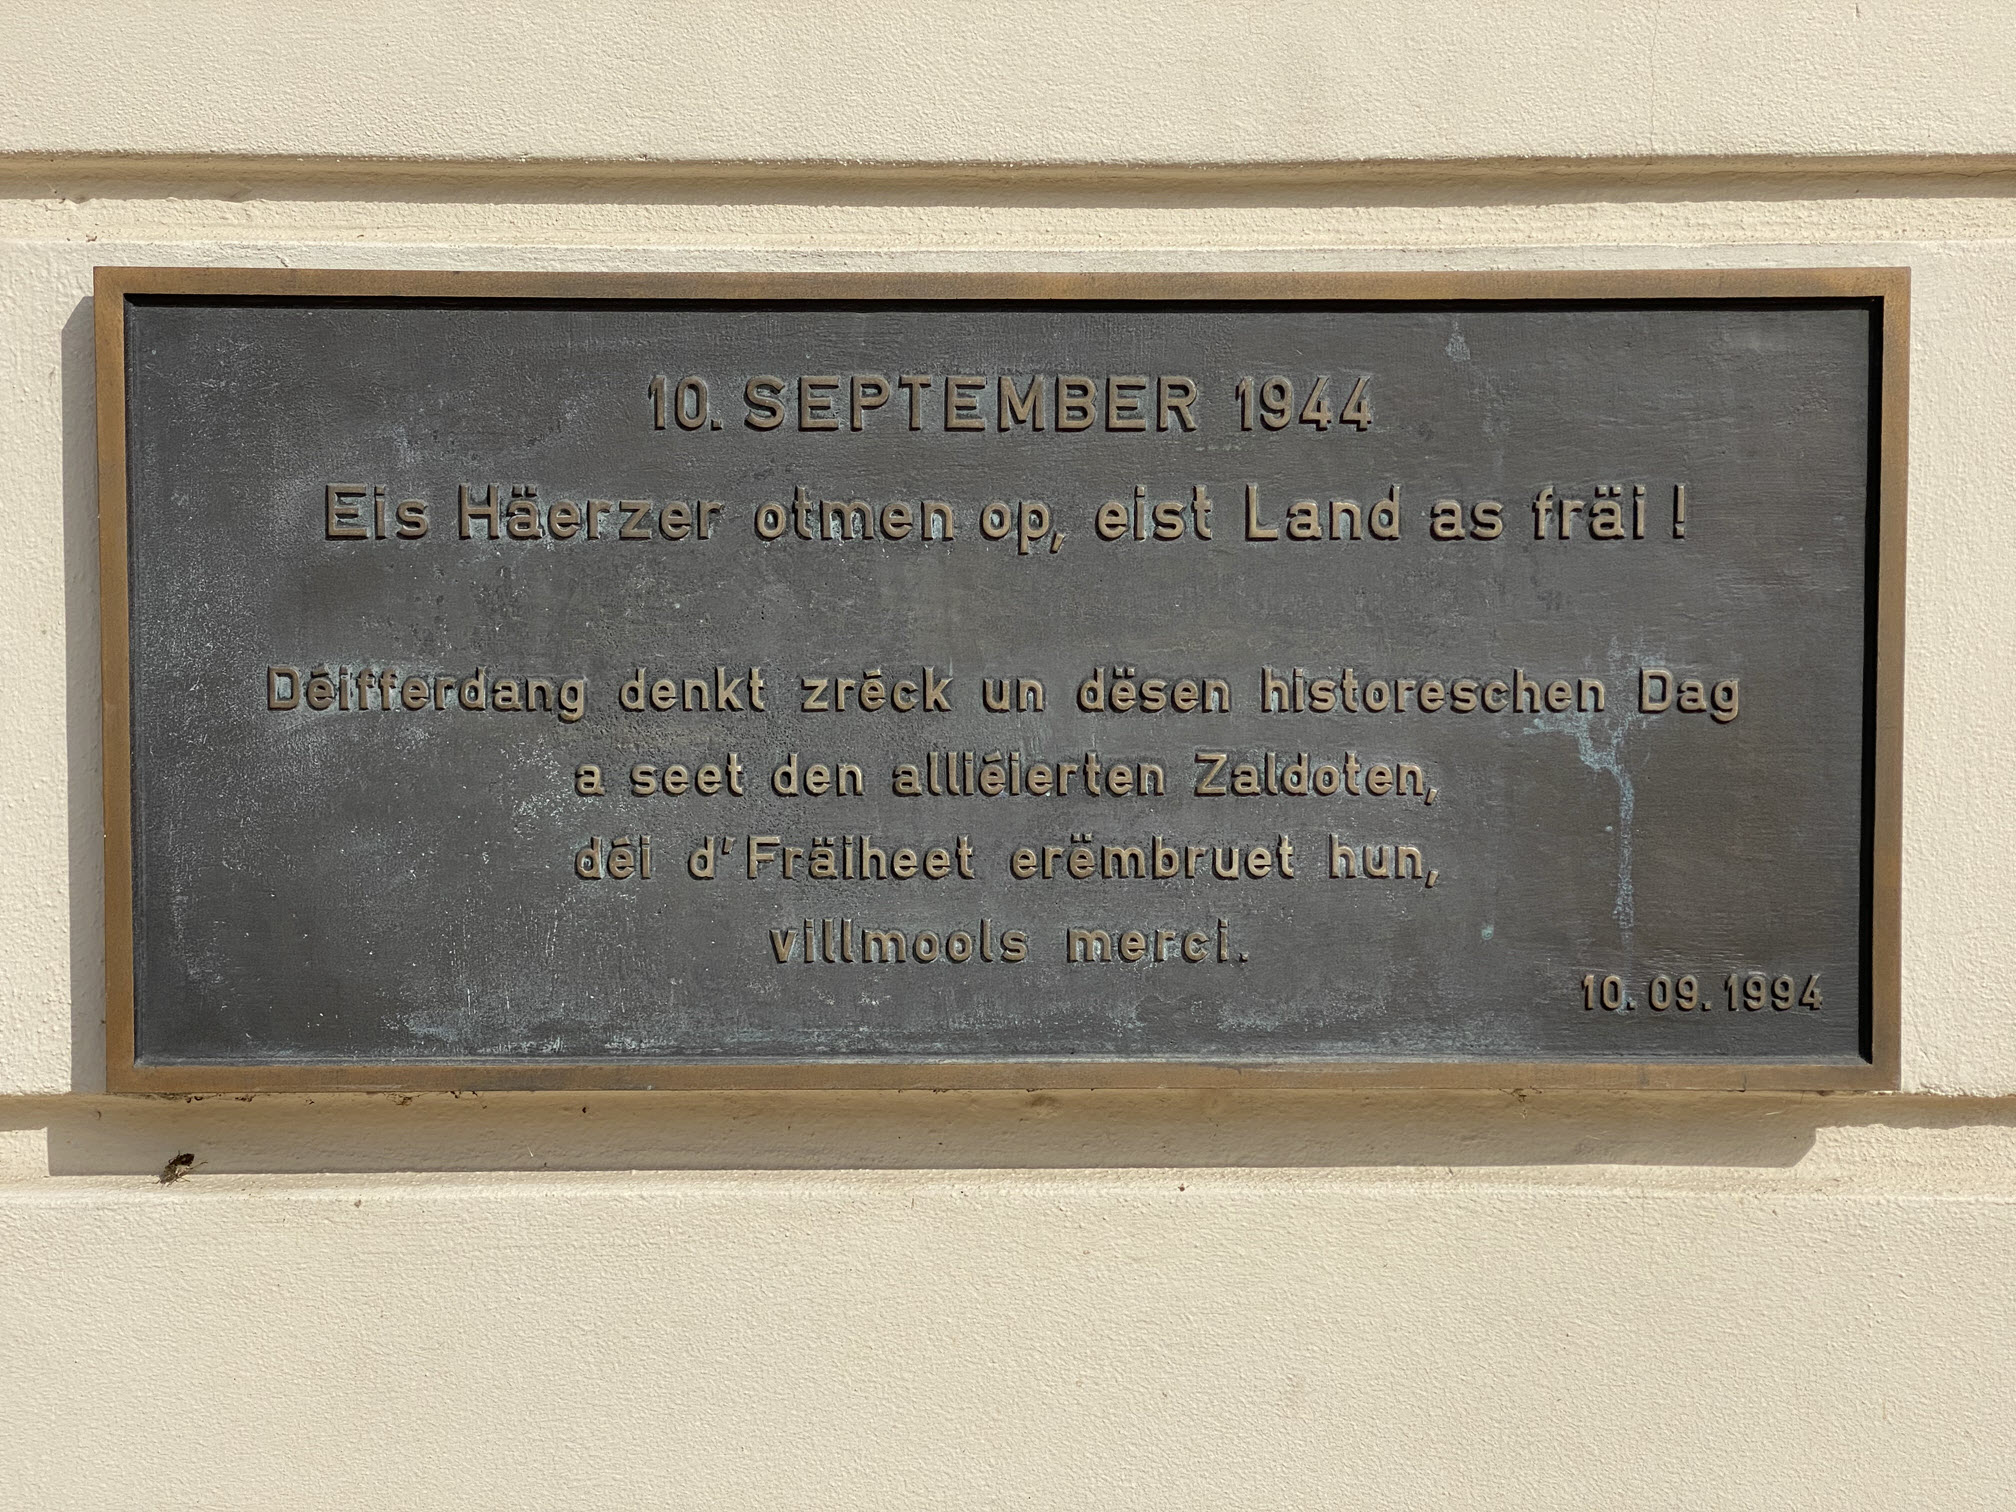 10. SEPTEMBER 1944
Eis Häerzer otmen op, eist Land as fräi !
Déifferdang denkt zréck un dësen historeschen Dag
a seet den alliéierten Zaldoten,
déi d'Fräiheet erëmbruet hun,
villmools merci.
10.09.1994